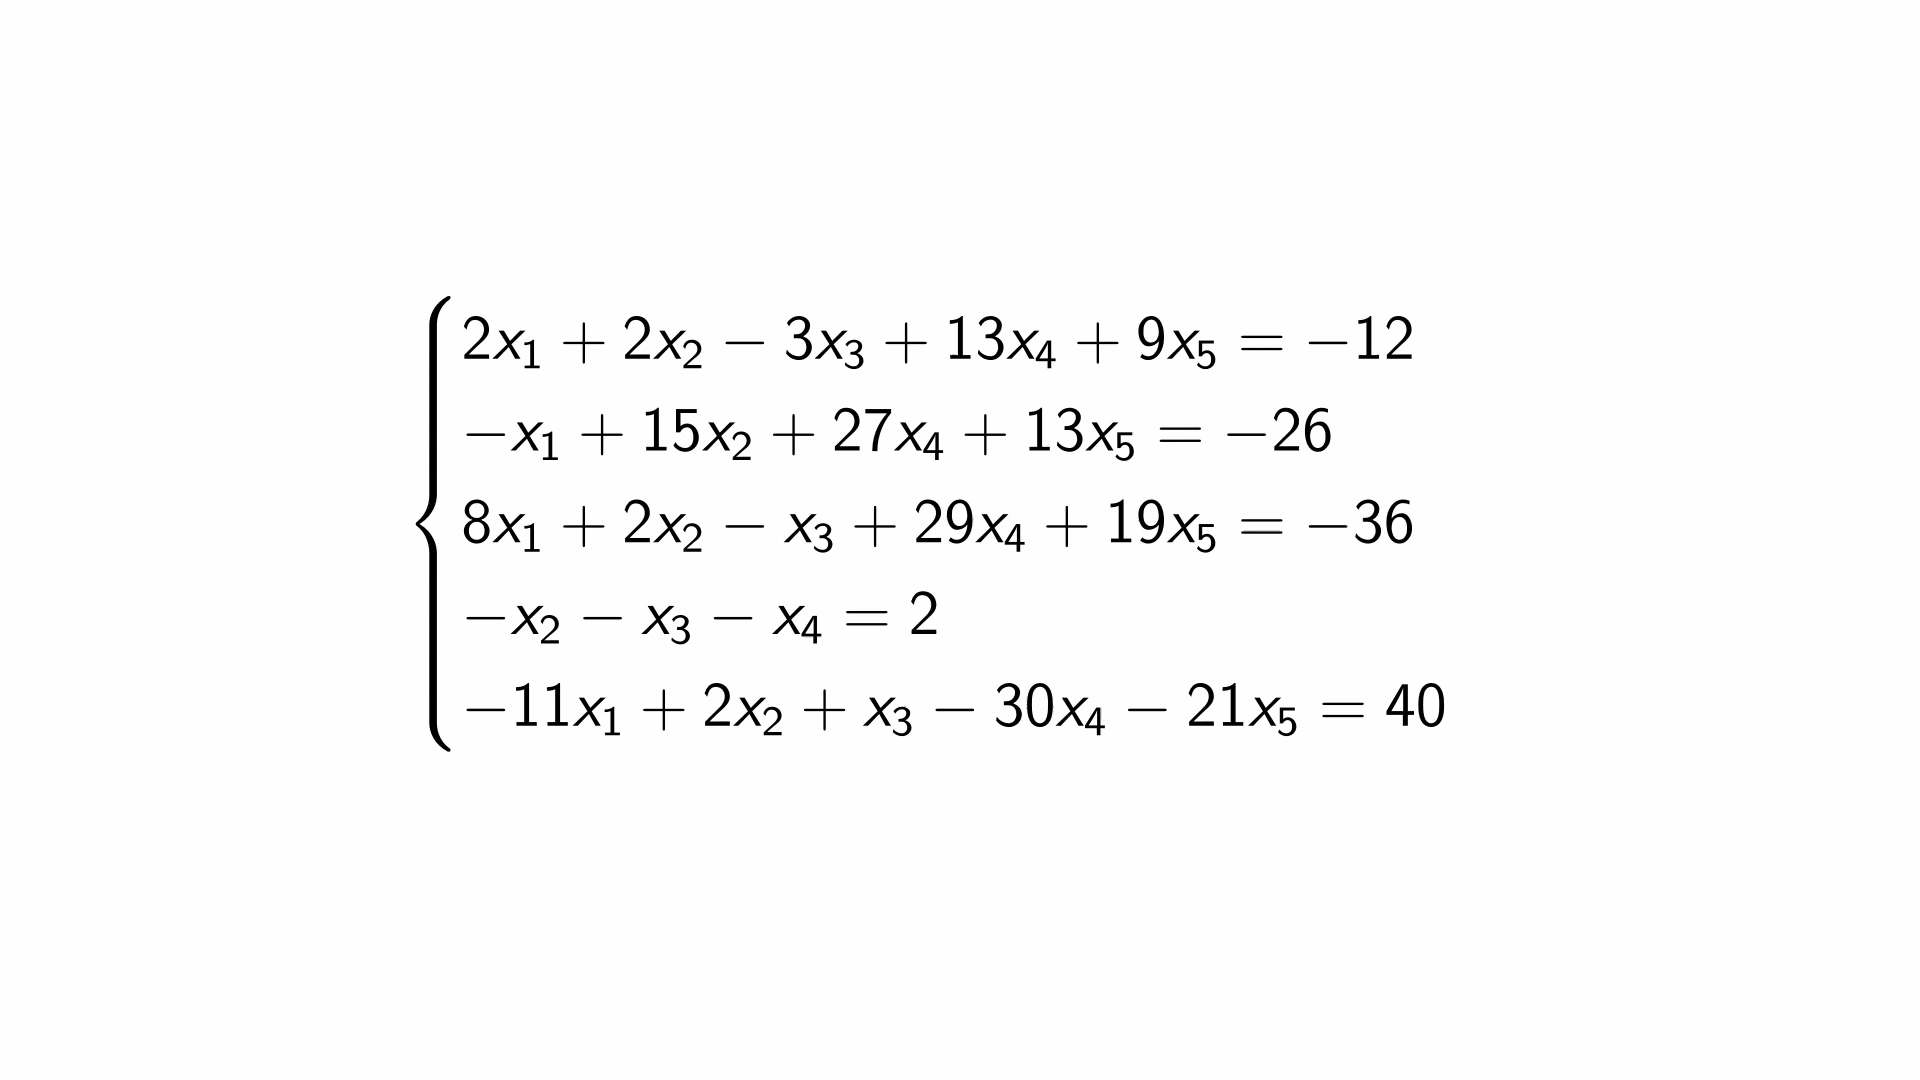 2x₁ + 2x₂ − 3x₃ + 13x₄ + 9x₅ = −12
−x₁ + 15x₂ + 27x₄ + 13x₅ = −26
8x₁ + 2x₂ − x₃ + 29x₄ + 19x₅ = −36
−x₂ − x₃ − x₄ = 2
−11x₁ + 2x₂ + x₃ − 30x₄ − 21x₅ = 40